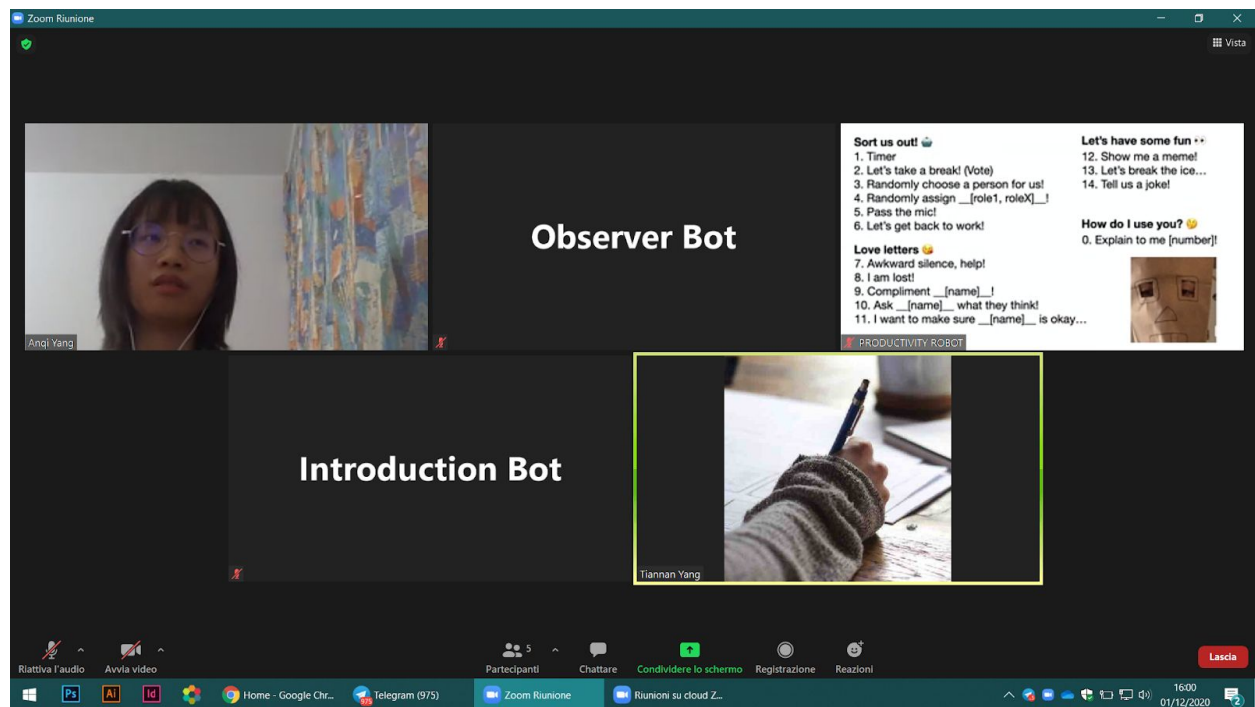 Zoom Riunione
Vista
Anqi Yang
Observer Bot
Sort us out! 🤖
1. Timer
2. Let's take a break! (Vote)
3. Randomly choose a person for us!
4. Randomly assign __[role1, roleX]__!
5. Pass the mic!
6. Let's get back to work!
Love letters 😘
7. Awkward silence, help!
8. I am lost!
9. Compliment __[name]__!
10. Ask __[name]__ what they think!
11. I want to make sure __[name]__ is okay...
Let's have some fun 👀
12. Show me a meme!
13. Let's break the ice...
14. Tell us a joke!
How do I use you? 🤔
0. Explain to me [number]!
PRODUCTIVITY ROBOT
Introduction Bot
Tiannan Yang
Riattiva l'audio
Avvia video
5
Partecipanti
Chattare
Condividere lo schermo
Registrazione
Reazioni
Lascia
Ps
Ai
Id
Home - Google Chr...
975
Telegram (975)
Zoom Riunione
Riunioni su cloud Z...
16:00
01/12/2020
2